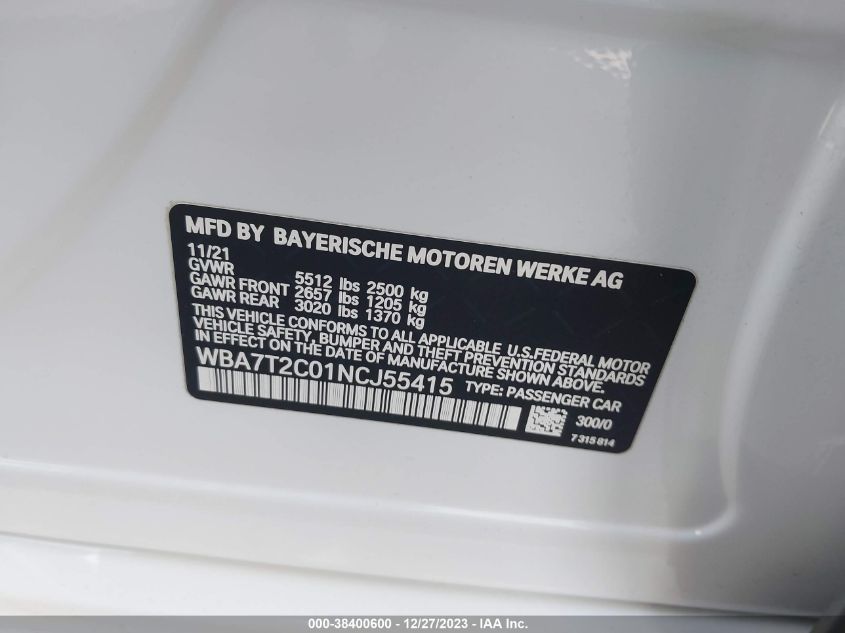 MFD BY BAYERISCHE MOTOREN WERKE AG
11/21
GVWR 5512 lbs 2500 kg
GAWR FRONT 2657 lbs 1205 kg
GAWR REAR 3020 lbs 1370 kg
THIS VEHICLE CONFORMS TO ALL APPLICABLE U.S.FEDERAL MOTOR
VEHICLE SAFETY, BUMPER, AND THEFT PREVENTION STANDARDS
IN EFFECT ON THE DATE OF MANUFACTURE SHOWN ABOVE.
WBA7T2C01NCJ55415 TYPE: PASSENGER CAR
300/0
7 315 814
000-38400600 - 12/27/2023 - IAA Inc.